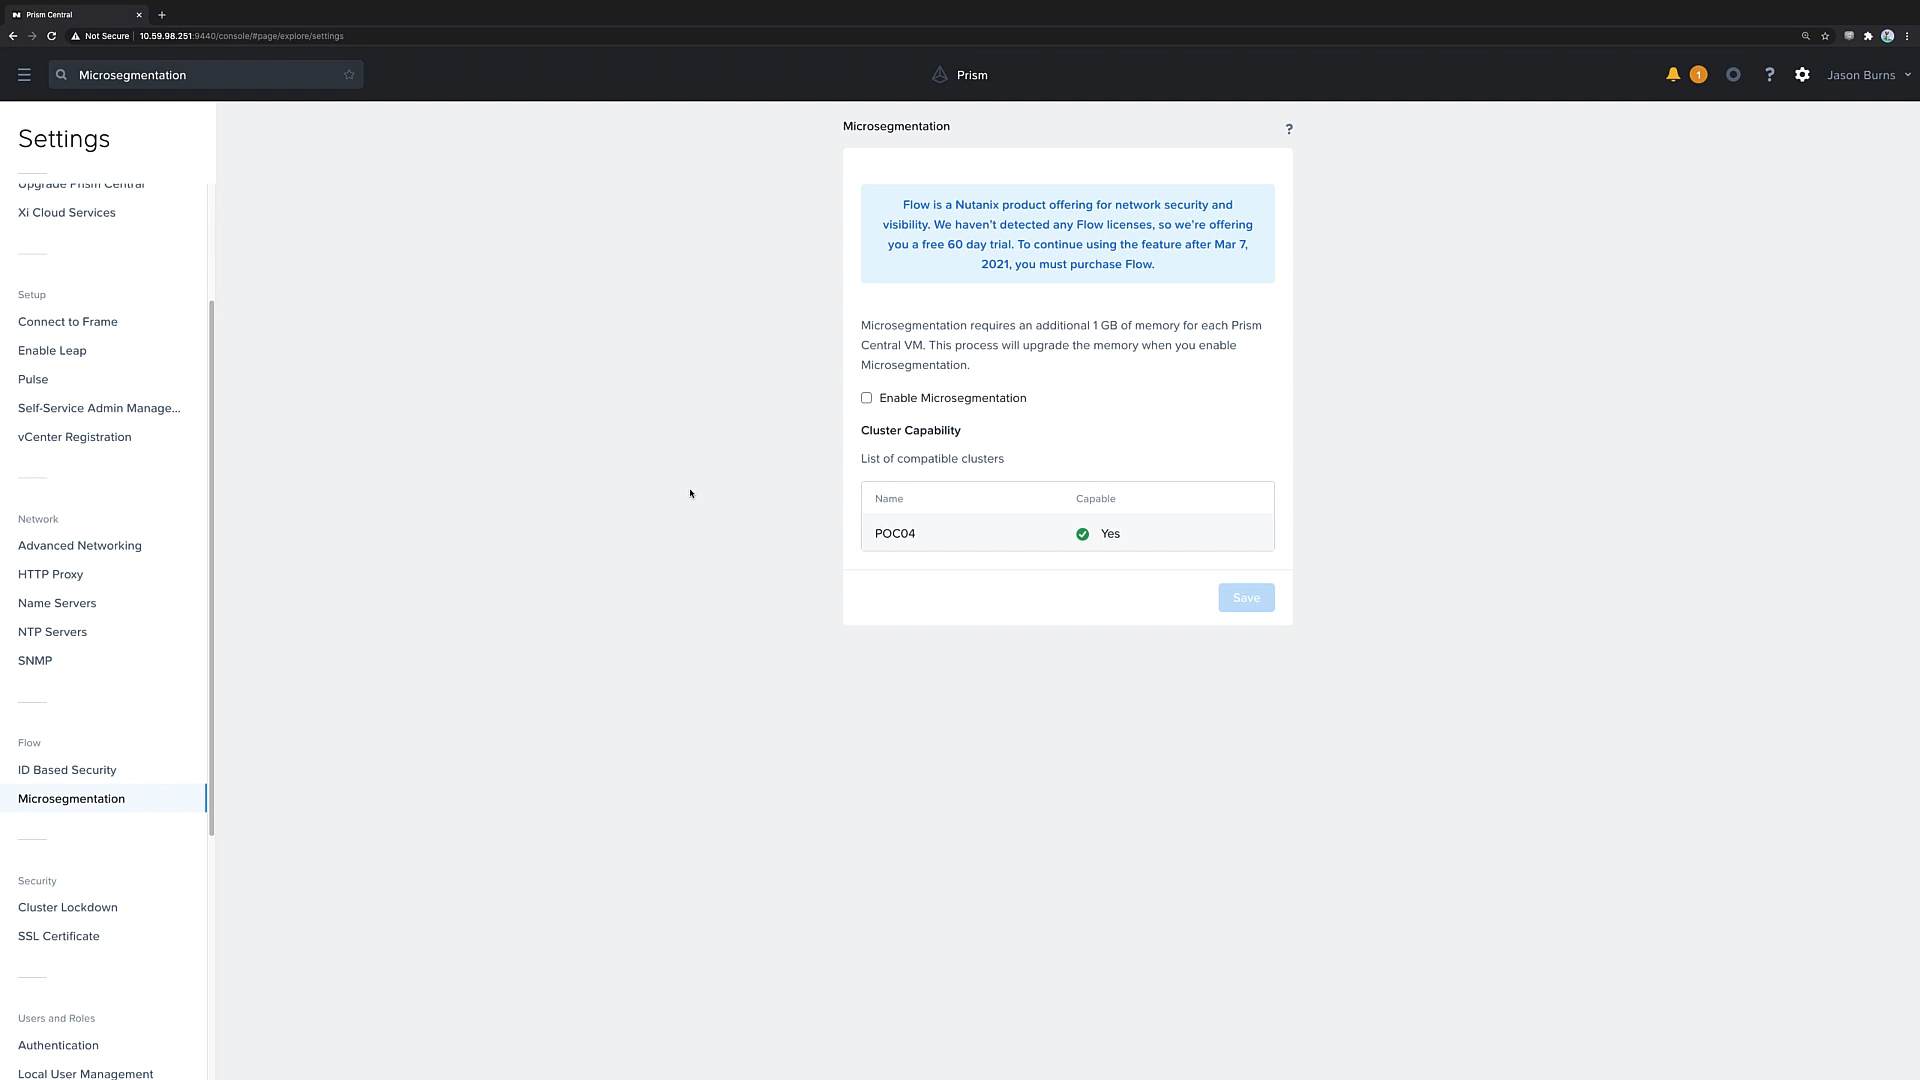 Prism Central
Not Secure
10.59.98.251:9440/console/#page/explore/settings
Microsegmentation
Prism
1
?
Jason Burns
Settings
Upgrade Prism Central
Xi Cloud Services
Setup
Connect to Frame
Enable Leap
Pulse
Self-Service Admin Manage...
vCenter Registration
Network
Advanced Networking
HTTP Proxy
Name Servers
NTP Servers
SNMP
Flow
ID Based Security
Microsegmentation
Security
Cluster Lockdown
SSL Certificate
Users and Roles
Authentication
Local User Management
Microsegmentation
?
Flow is a Nutanix product offering for network security and
visibility. We haven't detected any Flow licenses, so we're offering
you a free 60 day trial. To continue using the feature after Mar 7,
2021, you must purchase Flow.
Microsegmentation requires an additional 1 GB of memory for each Prism
Central VM. This process will upgrade the memory when you enable
Microsegmentation.
Enable Microsegmentation
Cluster Capability
List of compatible clusters
Name Capable
POC04 Yes
Save